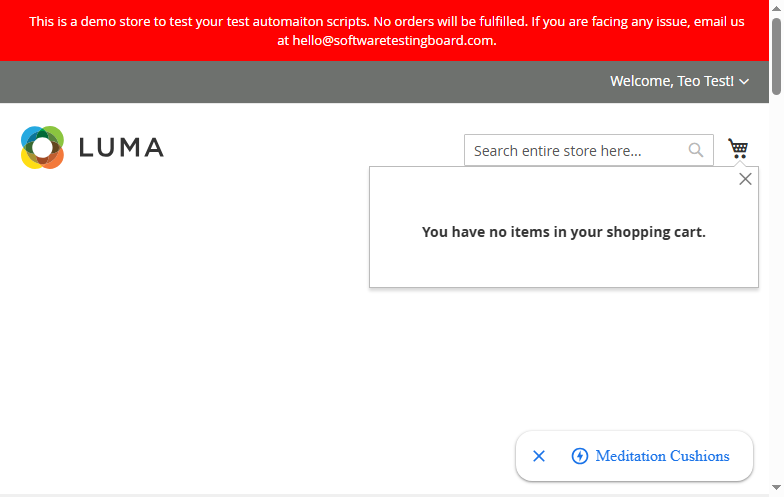 This is a demo store to test your test automaiton scripts. No orders will be fulfilled. If you are facing any issue, email us
at hello@softwaretestingboard.com.
Welcome, Teo Test!
LUMA
Search entire store here...
You have no items in your shopping cart.
Meditation Cushions